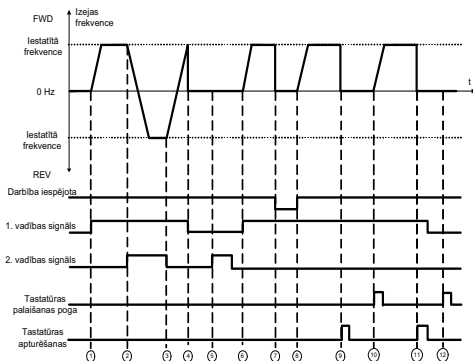 FWD
Izejas
frekvence
Iestatītā
frekvence
0 Hz
t
Iestatītā
frekvence
REV
Darbība iespējota
1. vadības signāls
2. vadības signāls
Tastatūras
palaišanas poga
Tastatūras
apturēšanas
1 2 3 4 5 6 7 8 9 10 11 12